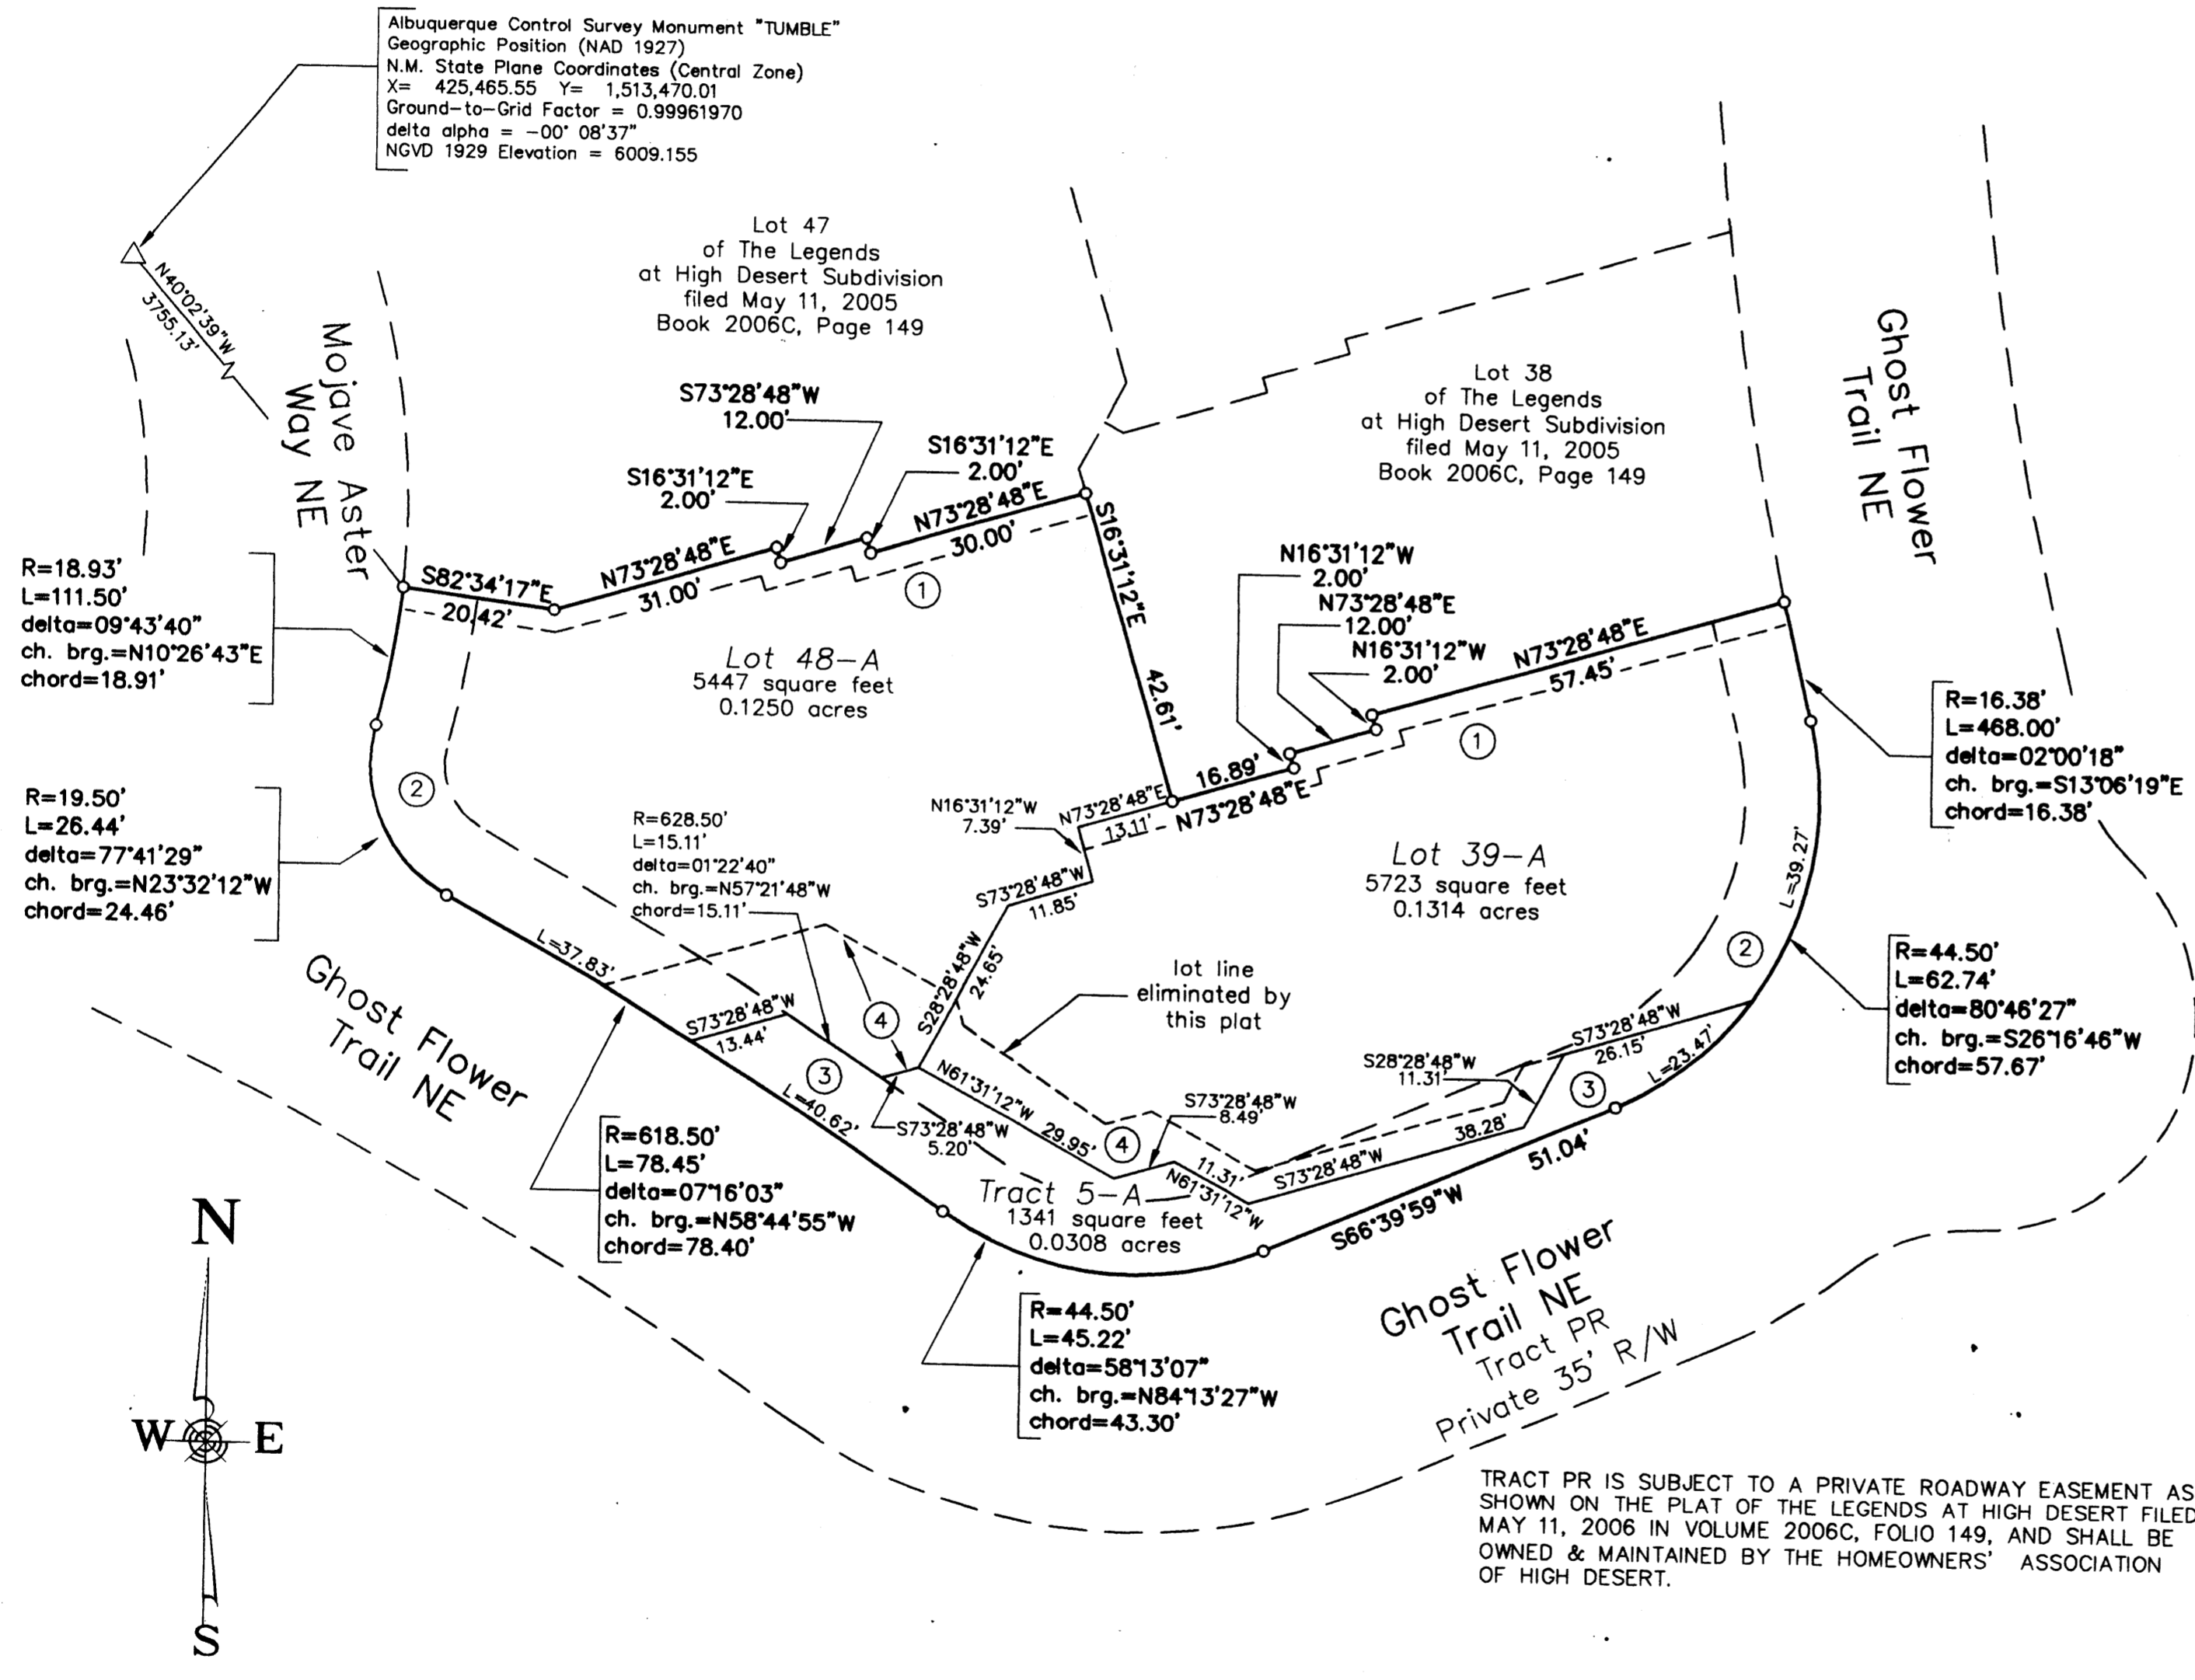 Albuquerque Control Survey Monument "TUMBLE"
Geographic Position (NAD 1927)
N.M. State Plane Coordinates (Central Zone)
X= 425,465.55 Y= 1,513,470.01
Ground-to-Grid Factor = 0.99961970
delta alpha = -00° 08'37"
NGVD 1929 Elevation = 6009.155
N40°02'39"W
3755.13'
Mojave Aster
Way NE
Lot 47
of The Legends
at High Desert Subdivision
filed May 11, 2005
Book 2006C, Page 149
Lot 38
of The Legends
at High Desert Subdivision
filed May 11, 2005
Book 2006C, Page 149
Ghost Flower
Trail NE
S73°28'48"W
12.00'
S16°31'12"E
2.00'
S16°31'12"E
2.00'
S82°34'17"E
20.42'
N73°28'48"E
31.00'
N73°28'48"E
30.00'
1
S16°31'12"E
42.61'
N16°31'12"W
2.00'
N73°28'48"E
12.00'
N16°31'12"W
2.00'
N73°28'48"E
57.45'
1
16.89'
N73°28'48"E
R=18.93'
L=111.50'
delta=09°43'40"
ch. brg.=N10°26'43"E
chord=18.91'
Lot 48-A
5447 square feet
0.1250 acres
R=16.38'
L=468.00'
delta=02°00'18"
ch. brg.=S13°06'19"E
chord=16.38'
R=19.50'
L=26.44'
delta=77°41'29"
ch. brg.=N23°32'12"W
chord=24.46'
2
R=628.50'
L=15.11'
delta=01°22'40"
ch. brg.=N57°21'48"W
chord=15.11'
N16°31'12"W
7.39'
N73°28'48"E
13.11'
S73°28'48"W
11.85'
S28°28'48"W
24.65'
Lot 39-A
5723 square feet
0.1314 acres
L=39.27'
2
R=44.50'
L=62.74'
delta=80°46'27"
ch. brg.=S26°16'46"W
chord=57.67'
lot line
eliminated by
this plat
L=37.83'
Ghost Flower
Trail NE
4
S73°28'48"W
13.44'
3
L=40.62'
S73°28'48"W
5.20'
N61°31'12"W
29.95'
4
S73°28'48"W
8.49'
11.31'
N61°31'12"W
S73°28'48"W
38.28'
S28°28'48"W
11.31'
S73°28'48"W
26.15'
3
L=23.47'
51.04'
S66°39'59"W
R=618.50'
L=78.45'
delta=07°16'03"
ch. brg.=N58°44'55"W
chord=78.40'
Tract 5-A
1341 square feet
0.0308 acres
R=44.50'
L=45.22'
delta=58°13'07"
ch. brg.=N84°13'27"W
chord=43.30'
Ghost Flower
Trail NE
Tract PR
Private 35' R/W
N
W E
S
TRACT PR IS SUBJECT TO A PRIVATE ROADWAY EASEMENT AS
SHOWN ON THE PLAT OF THE LEGENDS AT HIGH DESERT FILED
MAY 11, 2006 IN VOLUME 2006C, FOLIO 149, AND SHALL BE
OWNED & MAINTAINED BY THE HOMEOWNERS' ASSOCIATION
OF HIGH DESERT.